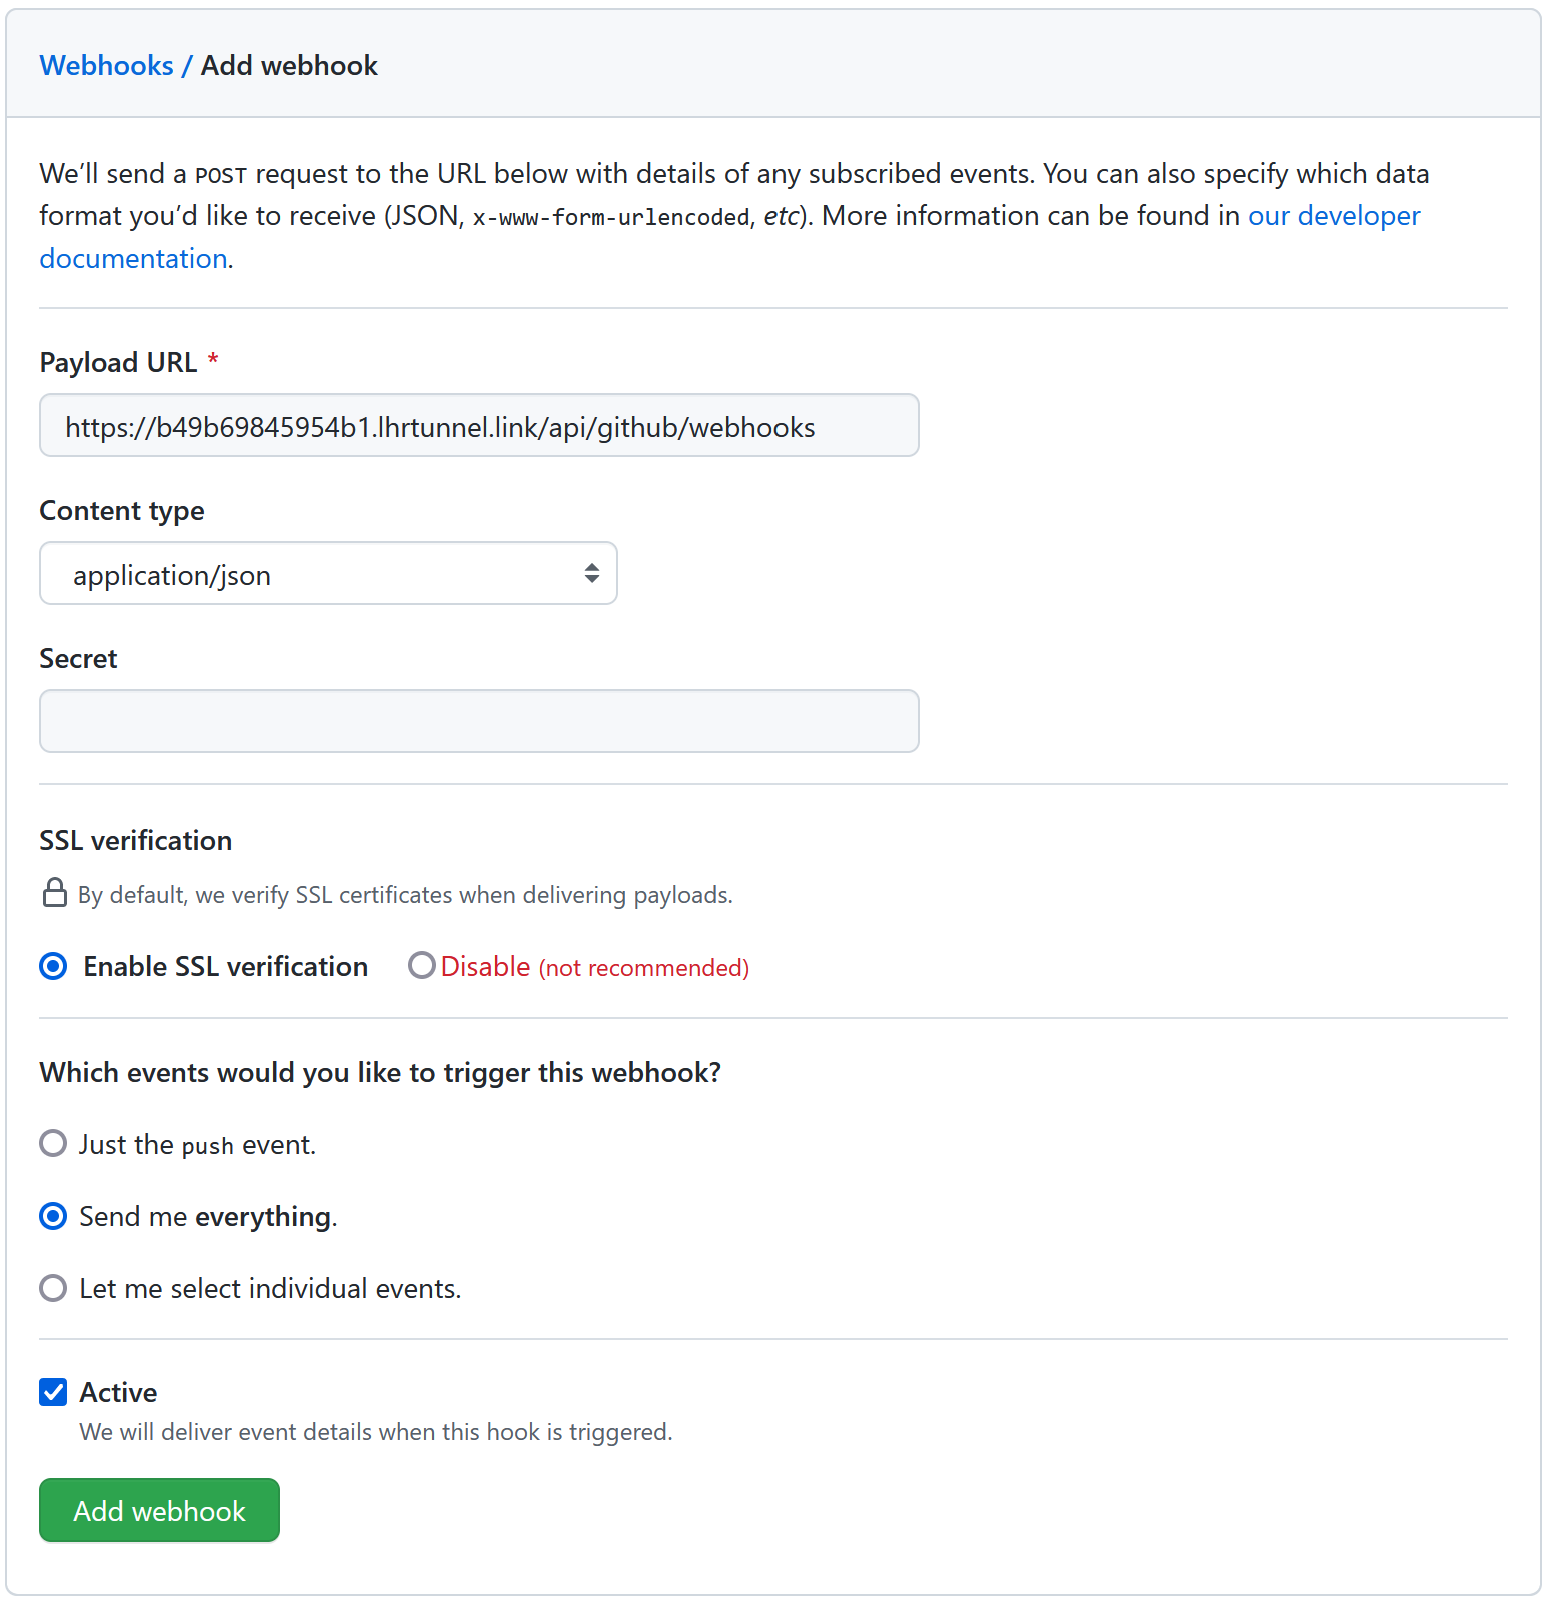 Webhooks / Add webhook
We’ll send a POST request to the URL below with details of any subscribed events. You can also specify which data
format you’d like to receive (JSON, x-www-form-urlencoded, etc). More information can be found in our developer
documentation.
Payload URL *
https://b49b69845954b1.lhrtunnel.link/api/github/webhooks
Content type
application/json
Secret
SSL verification
By default, we verify SSL certificates when delivering payloads.
Enable SSL verification Disable (not recommended)
Which events would you like to trigger this webhook?
Just the push event.
Send me everything.
Let me select individual events.
Active
We will deliver event details when this hook is triggered.
Add webhook